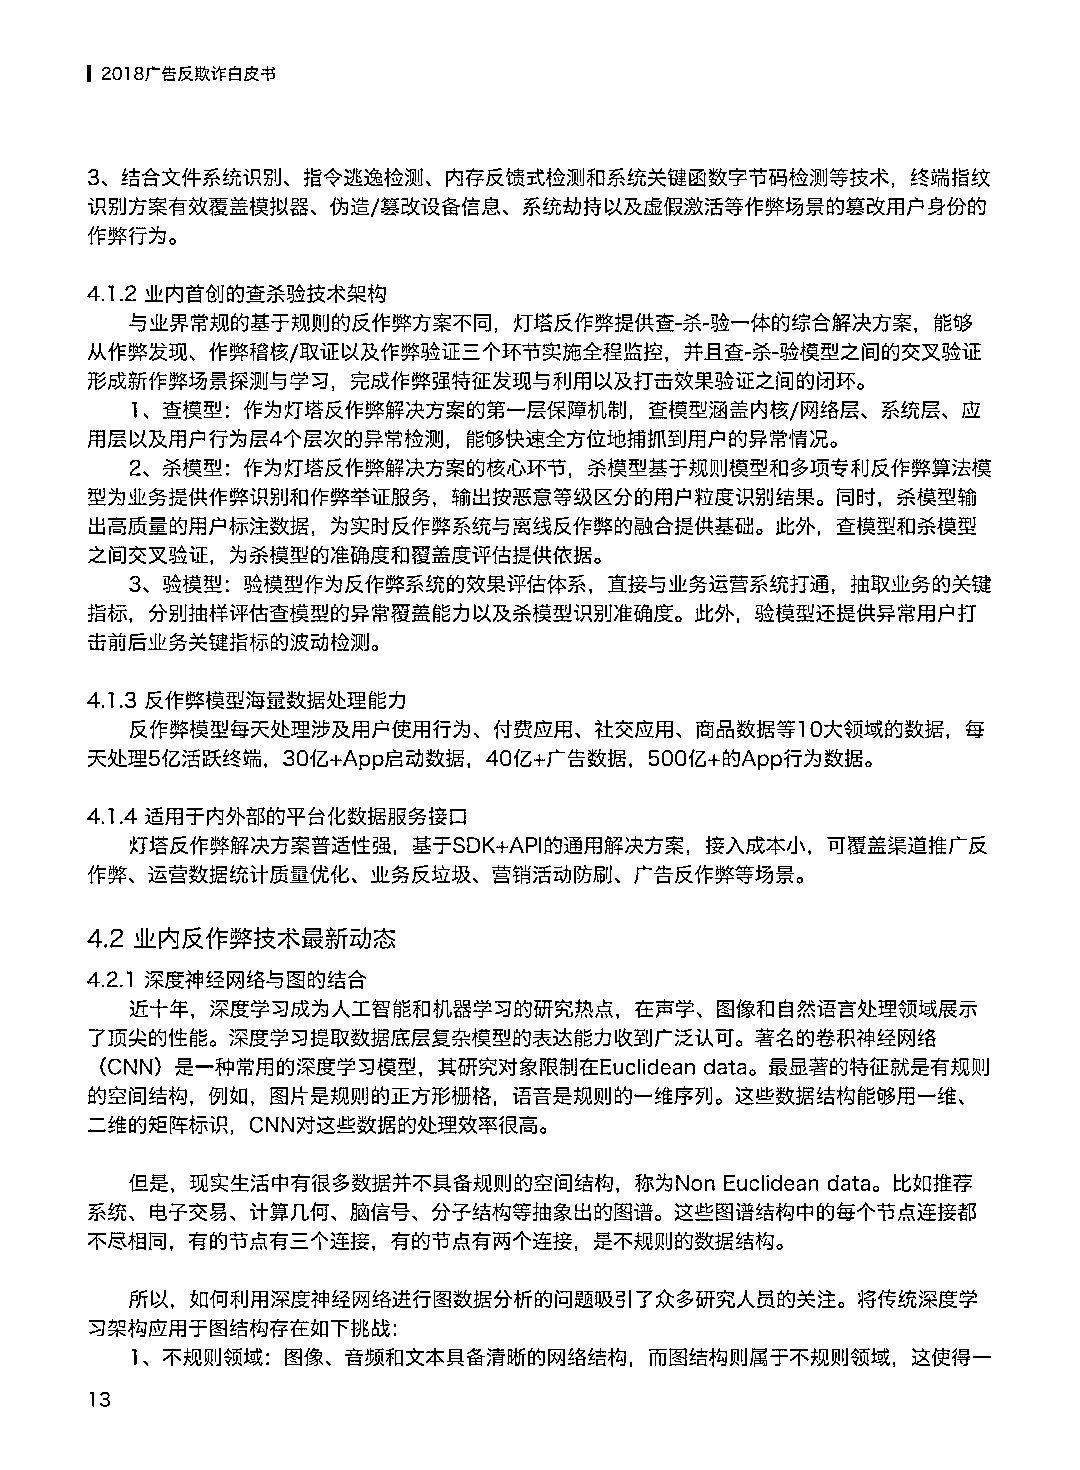 2018广告反欺诈白皮书
3、结合文件系统识别、指令逃逸检测、内存反馈式检测和系统关键函数字节码检测等技术，终端指纹
识别方案有效覆盖模拟器、伪造/篡改设备信息、系统劫持以及虚假激活等作弊场景的篡改用户身份的
作弊行为。
4.1.2 业内首创的查杀验技术架构
与业界常规的基于规则的反作弊方案不同，灯塔反作弊提供查-杀-验一体的综合解决方案，能够
从作弊发现、作弊稽核/取证以及作弊验证三个环节实施全程监控，并且查-杀-验模型之间的交叉验证
形成新作弊场景探测与学习，完成作弊强特征发现与利用以及打击效果验证之间的闭环。
1、查模型：作为灯塔反作弊解决方案的第一层保障机制，查模型涵盖内核/网络层、系统层、应
用层以及用户行为层4个层次的异常检测，能够快速全方位地捕抓到用户的异常情况。
2、杀模型：作为灯塔反作弊解决方案的核心环节，杀模型基于规则模型和多项专利反作弊算法模
型为业务提供作弊识别和作弊举证服务，输出按恶意等级区分的用户粒度识别结果。同时，杀模型输
出高质量的用户标注数据，为实时反作弊系统与离线反作弊的融合提供基础。此外，查模型和杀模型
之间交叉验证，为杀模型的准确度和覆盖度评估提供依据。
3、验模型：验模型作为反作弊系统的效果评估体系，直接与业务运营系统打通，抽取业务的关键
指标，分别抽样评估查模型的异常覆盖能力以及杀模型识别准确度。此外，验模型还提供异常用户打
击前后业务关键指标的波动检测。
4.1.3 反作弊模型海量数据处理能力
反作弊模型每天处理涉及用户使用行为、付费应用、社交应用、商品数据等10大领域的数据，每
天处理5亿活跃终端，30亿+App启动数据，40亿+广告数据，500亿+的App行为数据。
4.1.4 适用于内外部的平台化数据服务接口
灯塔反作弊解决方案普适性强，基于SDK+API的通用解决方案，接入成本小，可覆盖渠道推广反
作弊、运营数据统计质量优化、业务反垃圾、营销活动防刷、广告反作弊等场景。
4.2 业内反作弊技术最新动态
4.2.1 深度神经网络与图的结合
近十年，深度学习成为人工智能和机器学习的研究热点，在声学、图像和自然语言处理领域展示
了顶尖的性能。深度学习提取数据底层复杂模型的表达能力收到广泛认可。著名的卷积神经网络
（CNN）是一种常用的深度学习模型，其研究对象限制在Euclidean data。最显著的特征就是有规则
的空间结构，例如，图片是规则的正方形栅格，语音是规则的一维序列。这些数据结构能够用一维、
二维的矩阵标识，CNN对这些数据的处理效率很高。
但是，现实生活中有很多数据并不具备规则的空间结构，称为Non Euclidean data。比如推荐
系统、电子交易、计算几何、脑信号、分子结构等抽象出的图谱。这些图谱结构中的每个节点连接都
不尽相同，有的节点有三个连接，有的节点有两个连接，是不规则的数据结构。
所以，如何利用深度神经网络进行图数据分析的问题吸引了众多研究人员的关注。将传统深度学
习架构应用于图结构存在如下挑战：
1、不规则领域：图像、音频和文本具备清晰的网络结构，而图结构则属于不规则领域，这使得一
13